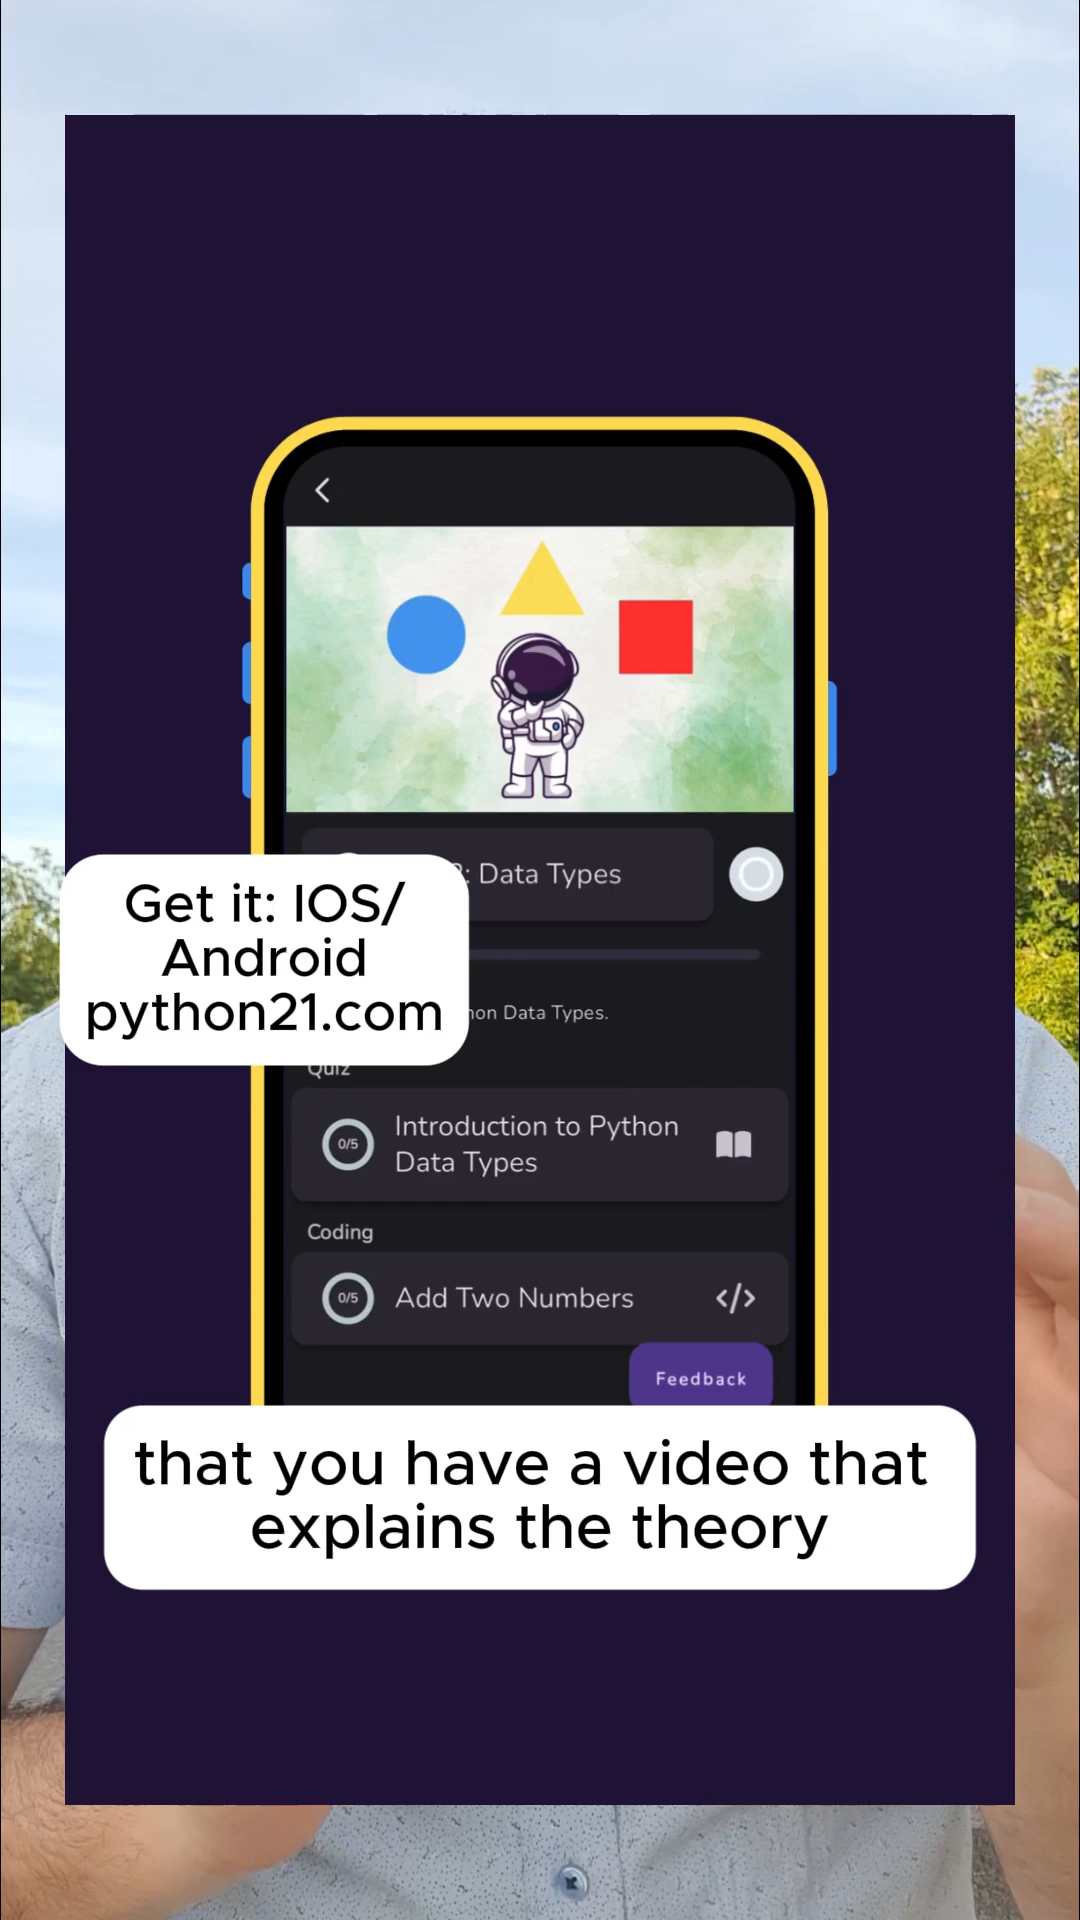 : Data Types
Get it: IOS/
Android
python21.com
Data Types.
Quiz
0/5
Introduction to Python
Data Types
Coding
0/5
Add Two Numbers
</>
Feedback
that you have a video that
explains the theory